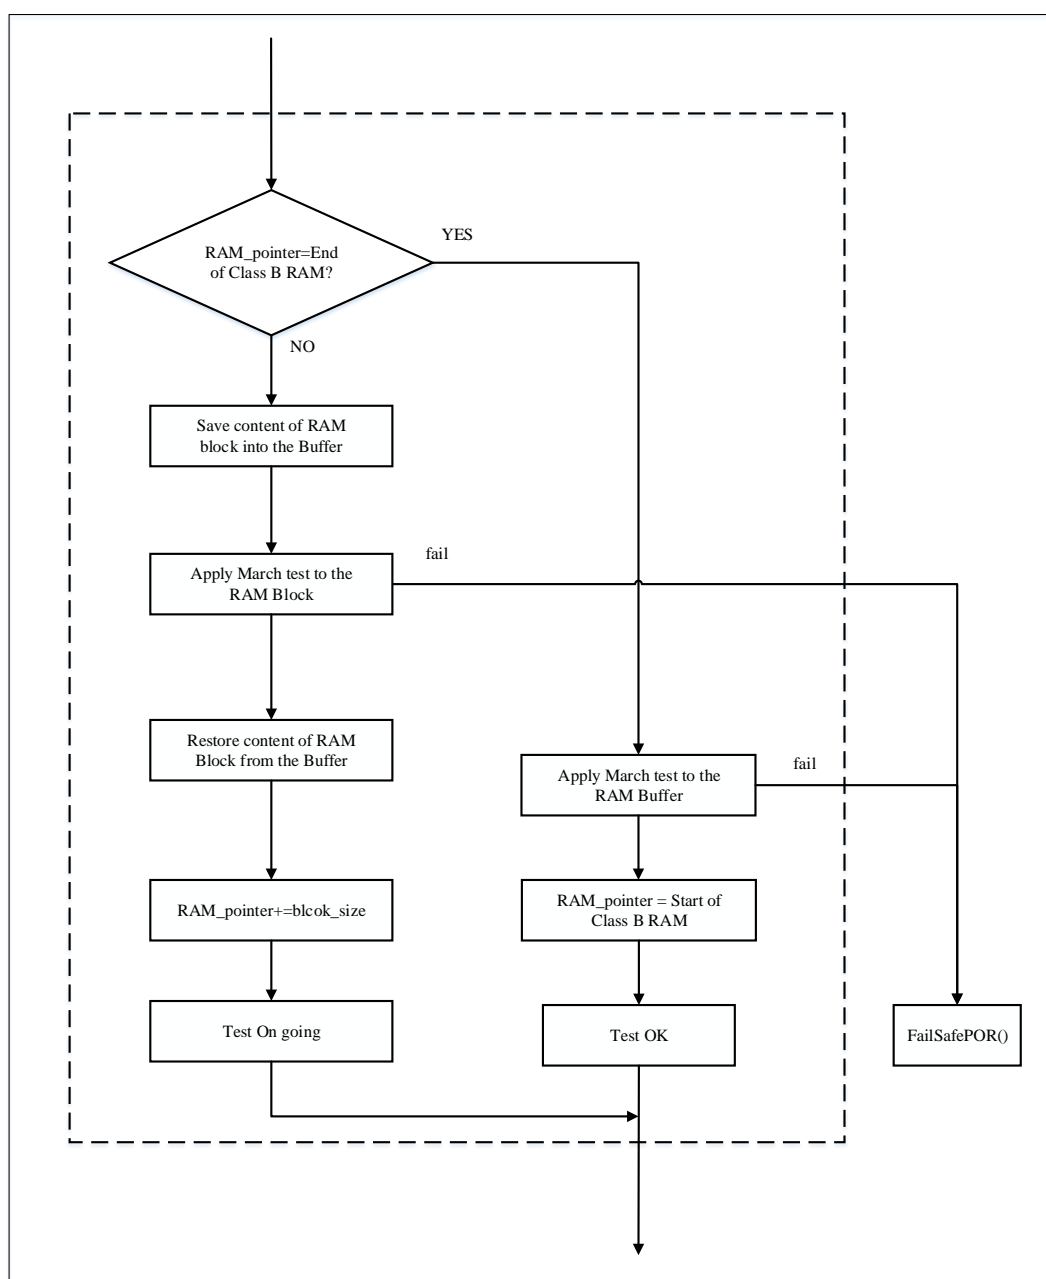 YES
RAM_pointer=End
of Class B RAM?
NO
Save content of RAM
block into the Buffer
fail
Apply March test to the
RAM Block
Restore content of RAM
Block from the Buffer
fail
Apply March test to the
RAM Buffer
RAM_pointer+=blcok_size
RAM_pointer = Start of
Class B RAM
Test On going
Test OK
FailSafePOR()